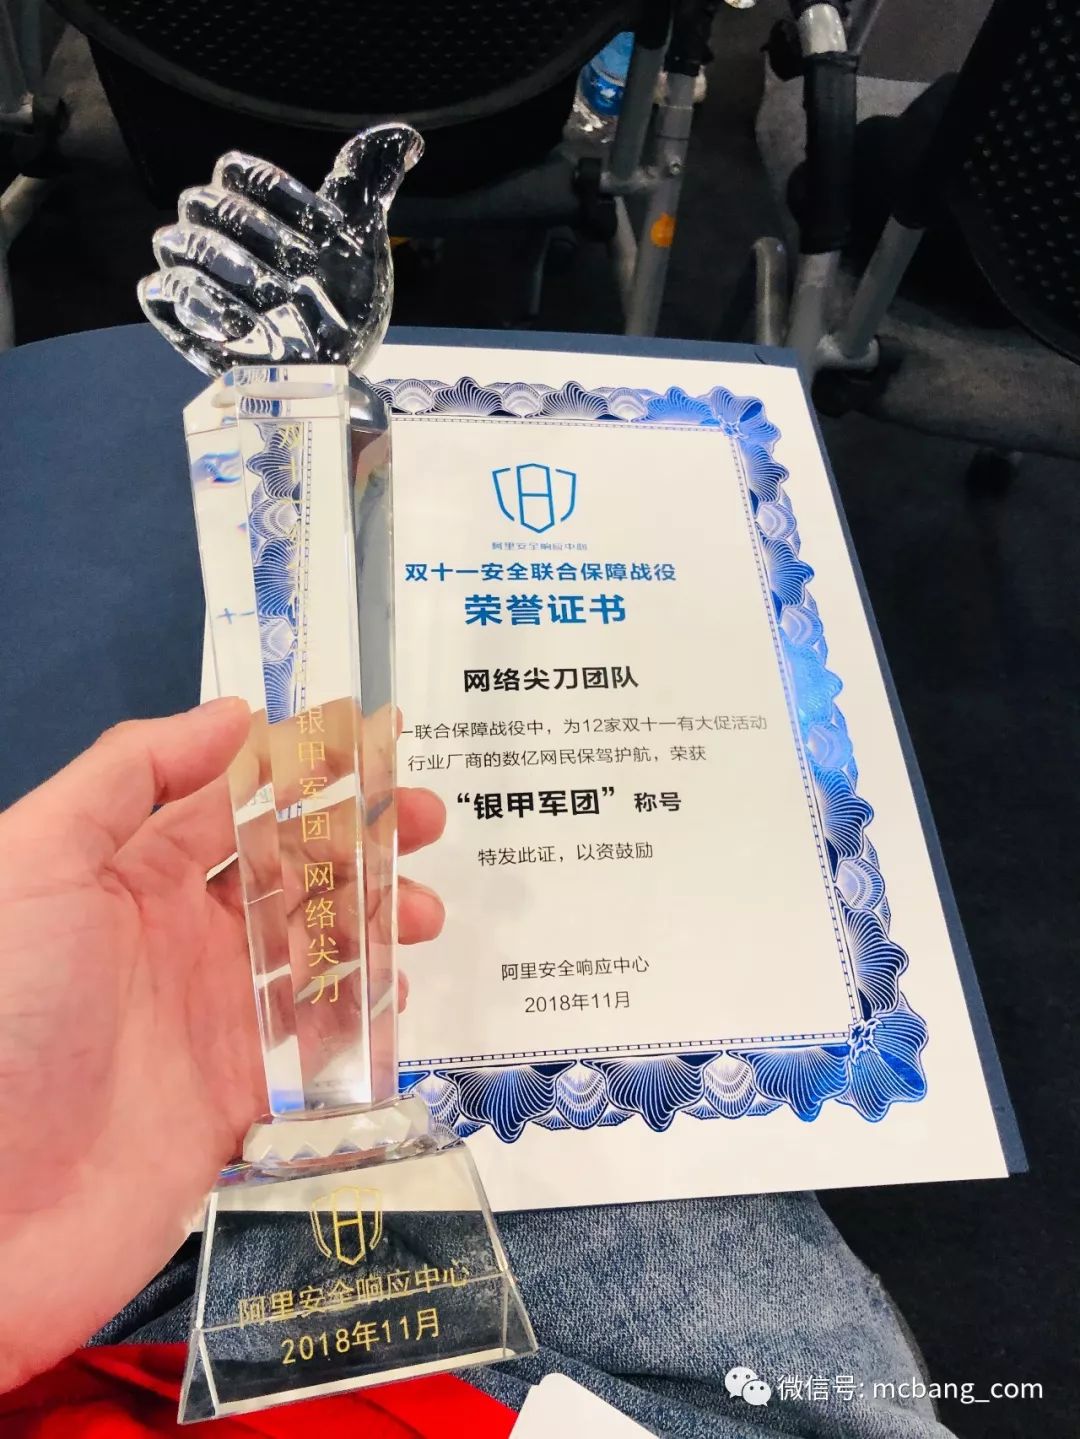 阿里安全响应中心
双十一安全联合保障战役
荣誉证书
网络尖刀团队
一联合保障战役中，为12家双十一有大促活动
行业厂商的数亿网民保驾护航，荣获
“银甲军团” 称号
特发此证，以资鼓励
阿里安全响应中心
2018年11月
银甲军团 网络尖刀
阿里安全响应中心
2018年11月
微信号: mcbang_com